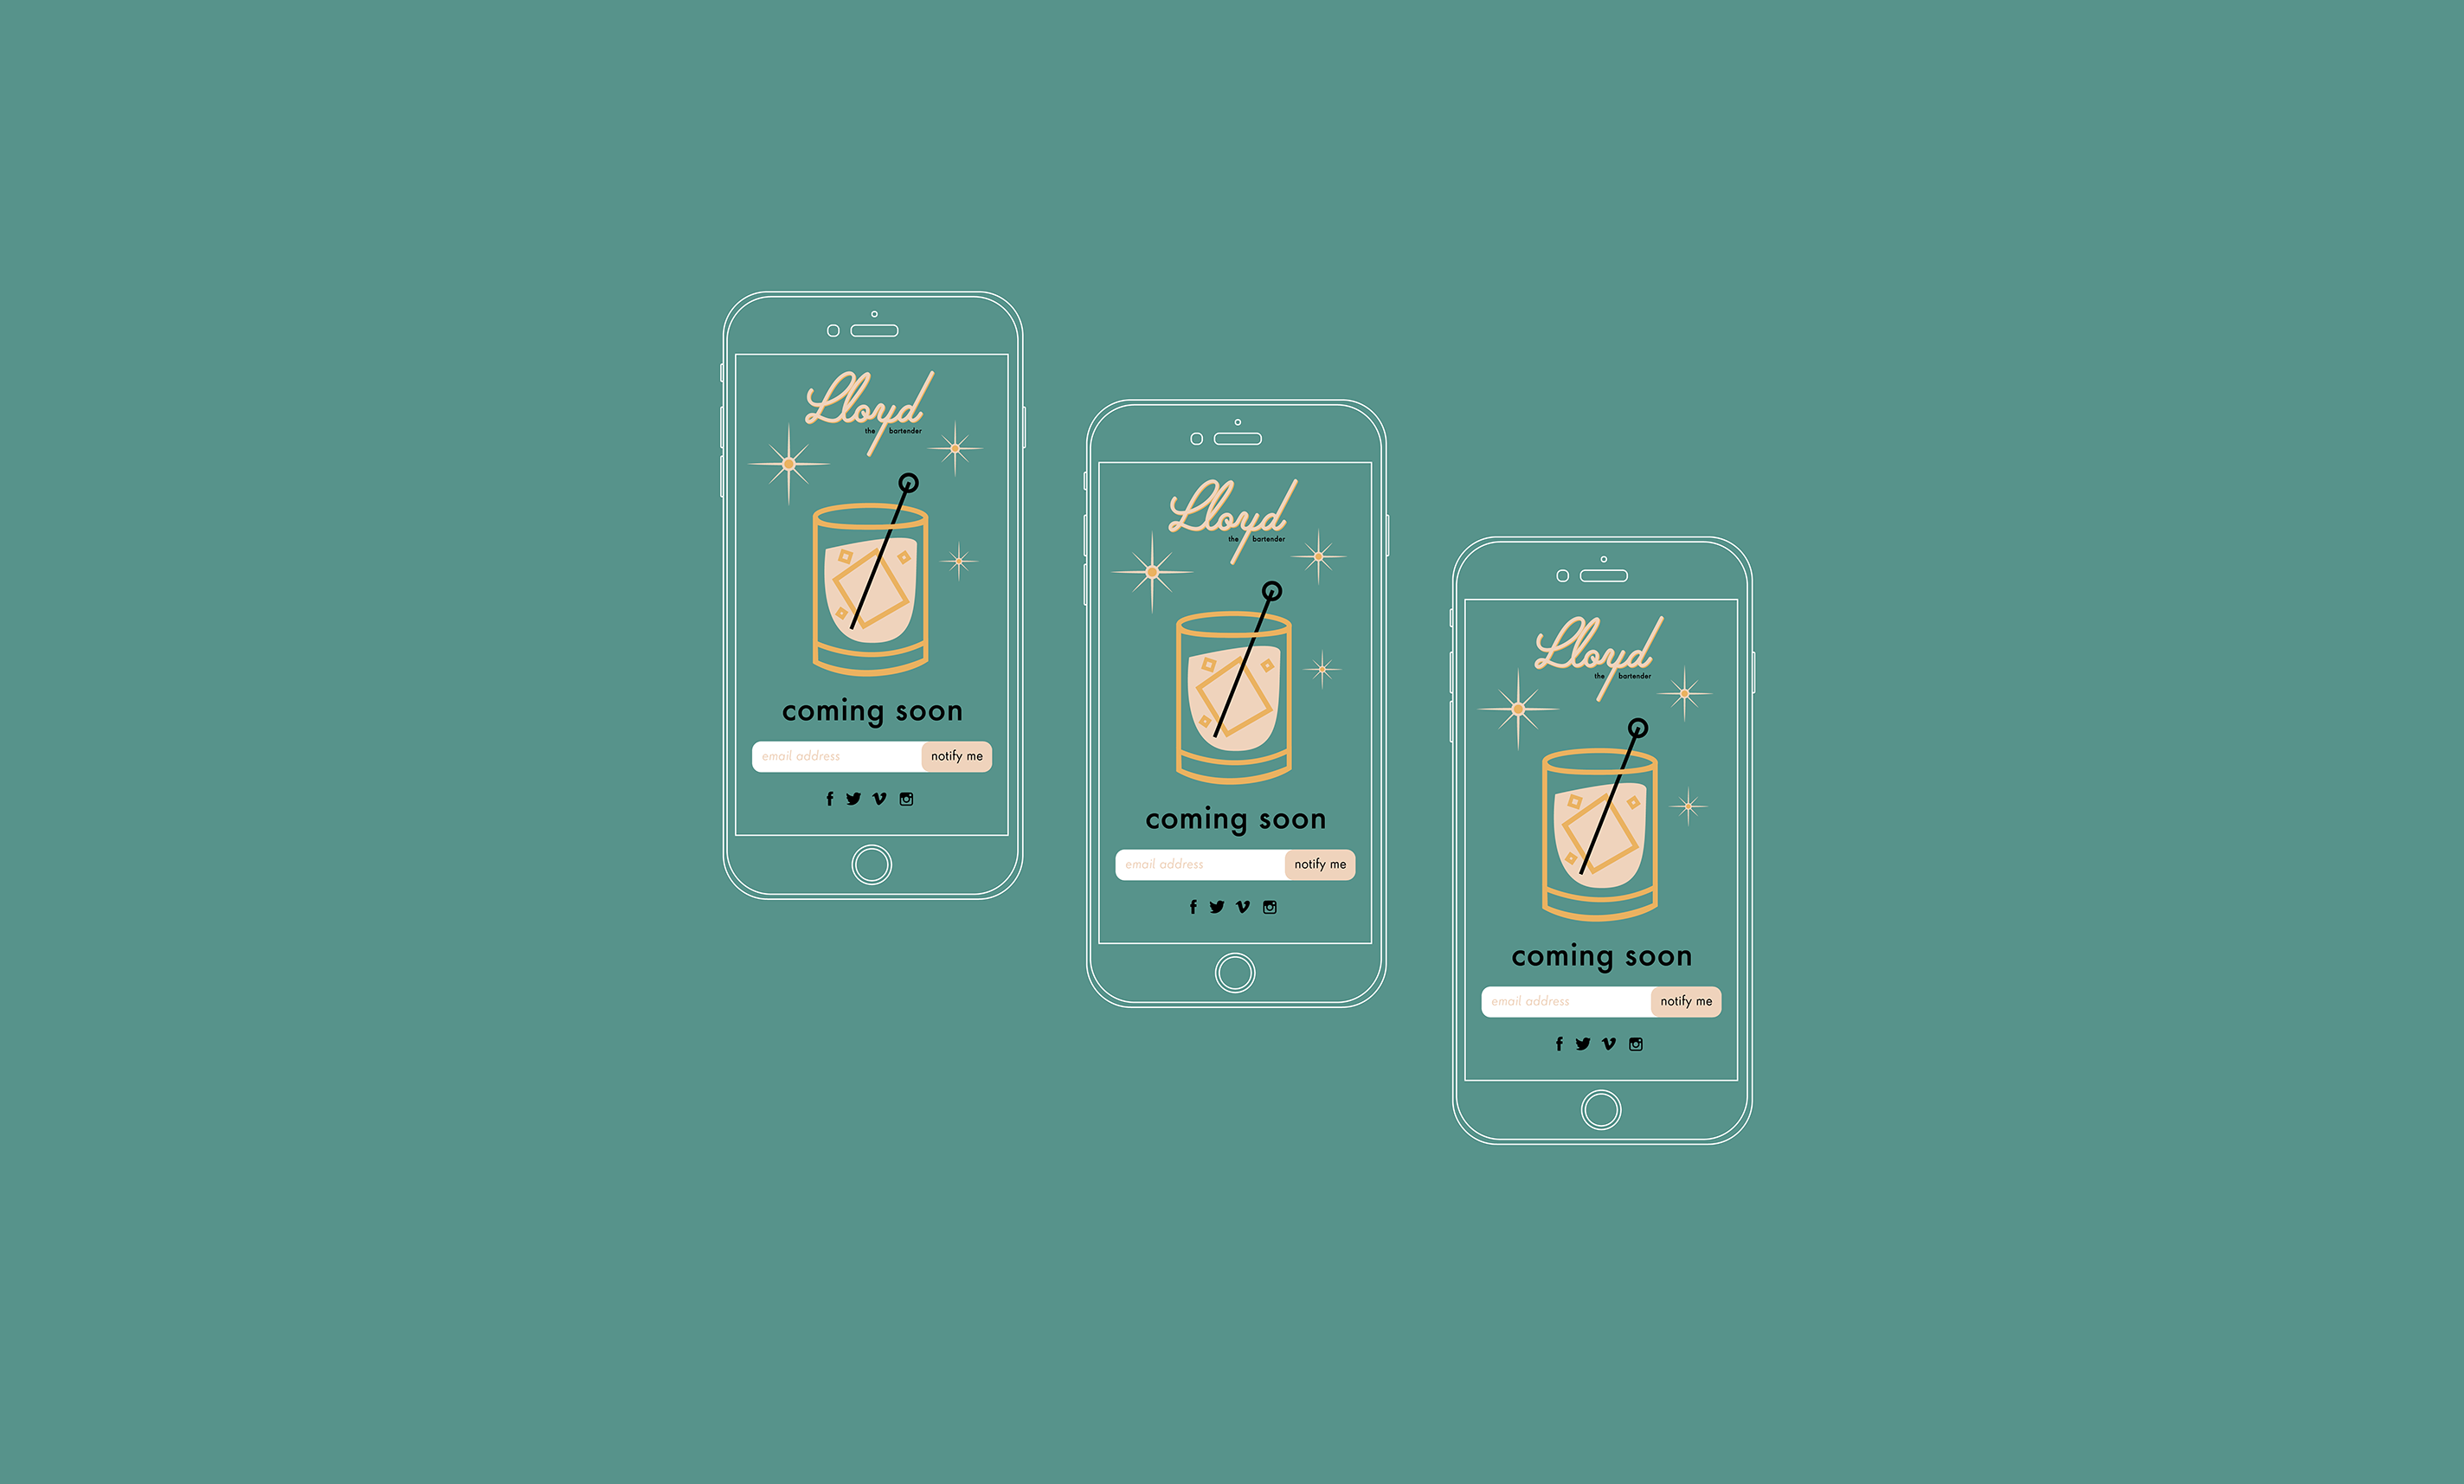 Lloyd
the bartender
coming soon
email address notify me
Lloyd
the bartender
coming soon
email address notify me
Lloyd
the bartender
coming soon
email address notify me